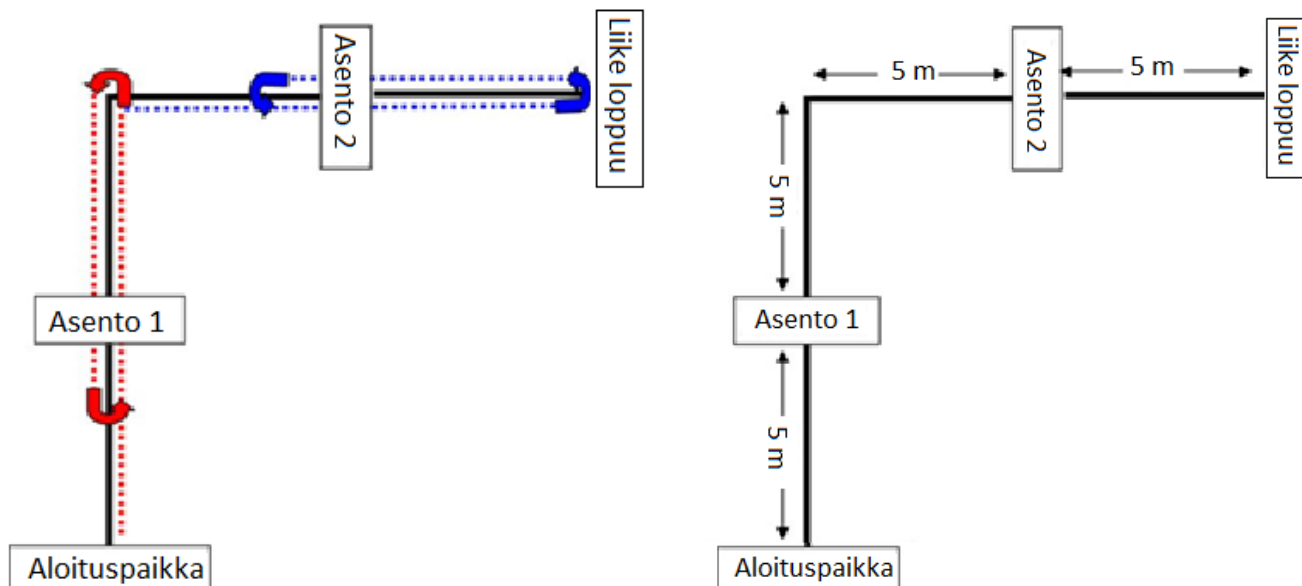 Asento 2
Liike loppuu
Asento 1
Aloituspaikka
5 m
5 m
Asento 2
Liike loppuu
5 m
Asento 1
5 m
Aloituspaikka